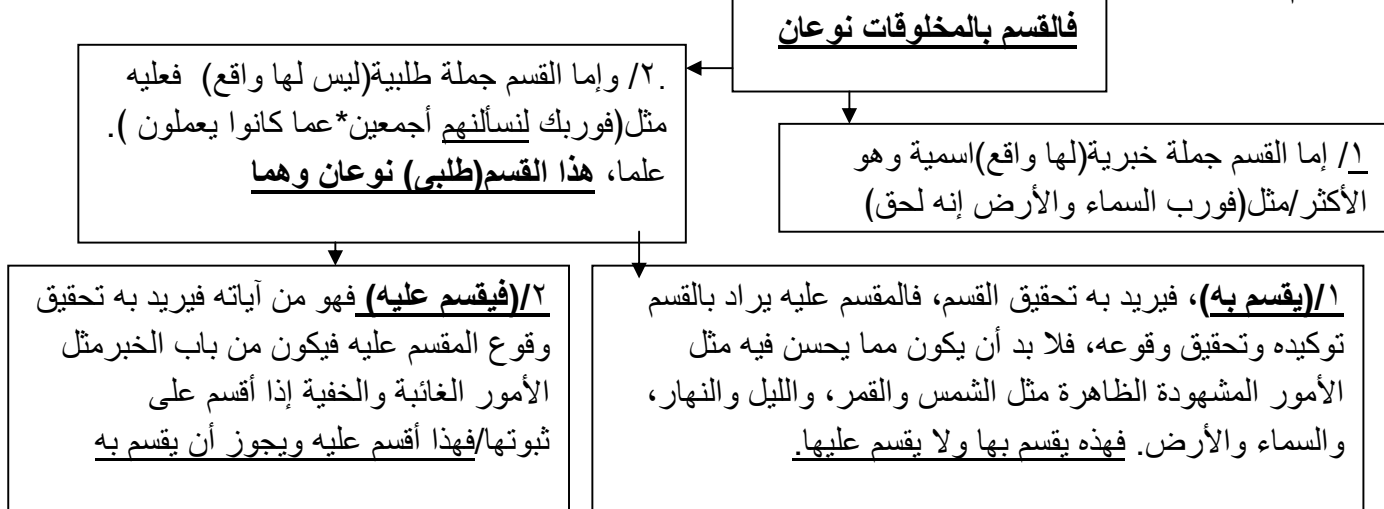 فالقسم بالمخلوقات نوعان
١/ إما القسم جملة خبرية(لها واقع)اسمية وهو
الأكثر/مثل(فورب السماء والأرض إنه لحق)
.٢/ وإما القسم جملة طلبية(ليس لها واقع) فعليه
مثل(فوربك لنسألنهم أجمعين*عما كانوا يعملون ).
علما، هذا القسم(طلبي) نوعان وهما
١/(يقسم به)، فيريد به تحقيق القسم، فالمقسم عليه يراد بالقسم
توكيده وتحقيق وقوعه، فلا بد أن يكون مما يحسن فيه مثل
الأمور المشهودة الظاهرة مثل الشمس والقمر، والليل والنهار،
والسماء والأرض. فهذه يقسم بها ولا يقسم عليها.
٢/(فيقسم عليه) فهو من آياته فيريد به تحقيق
وقوع المقسم عليه فيكون من باب الخبرمثل
الأمور الغائبة والخفية إذا أقسم على
ثبوتها/فهذا أقسم عليه ويجوز أن يقسم به